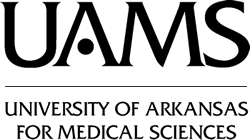 UAMS
UNIVERSITY OF ARKANSAS
FOR MEDICAL SCIENCES